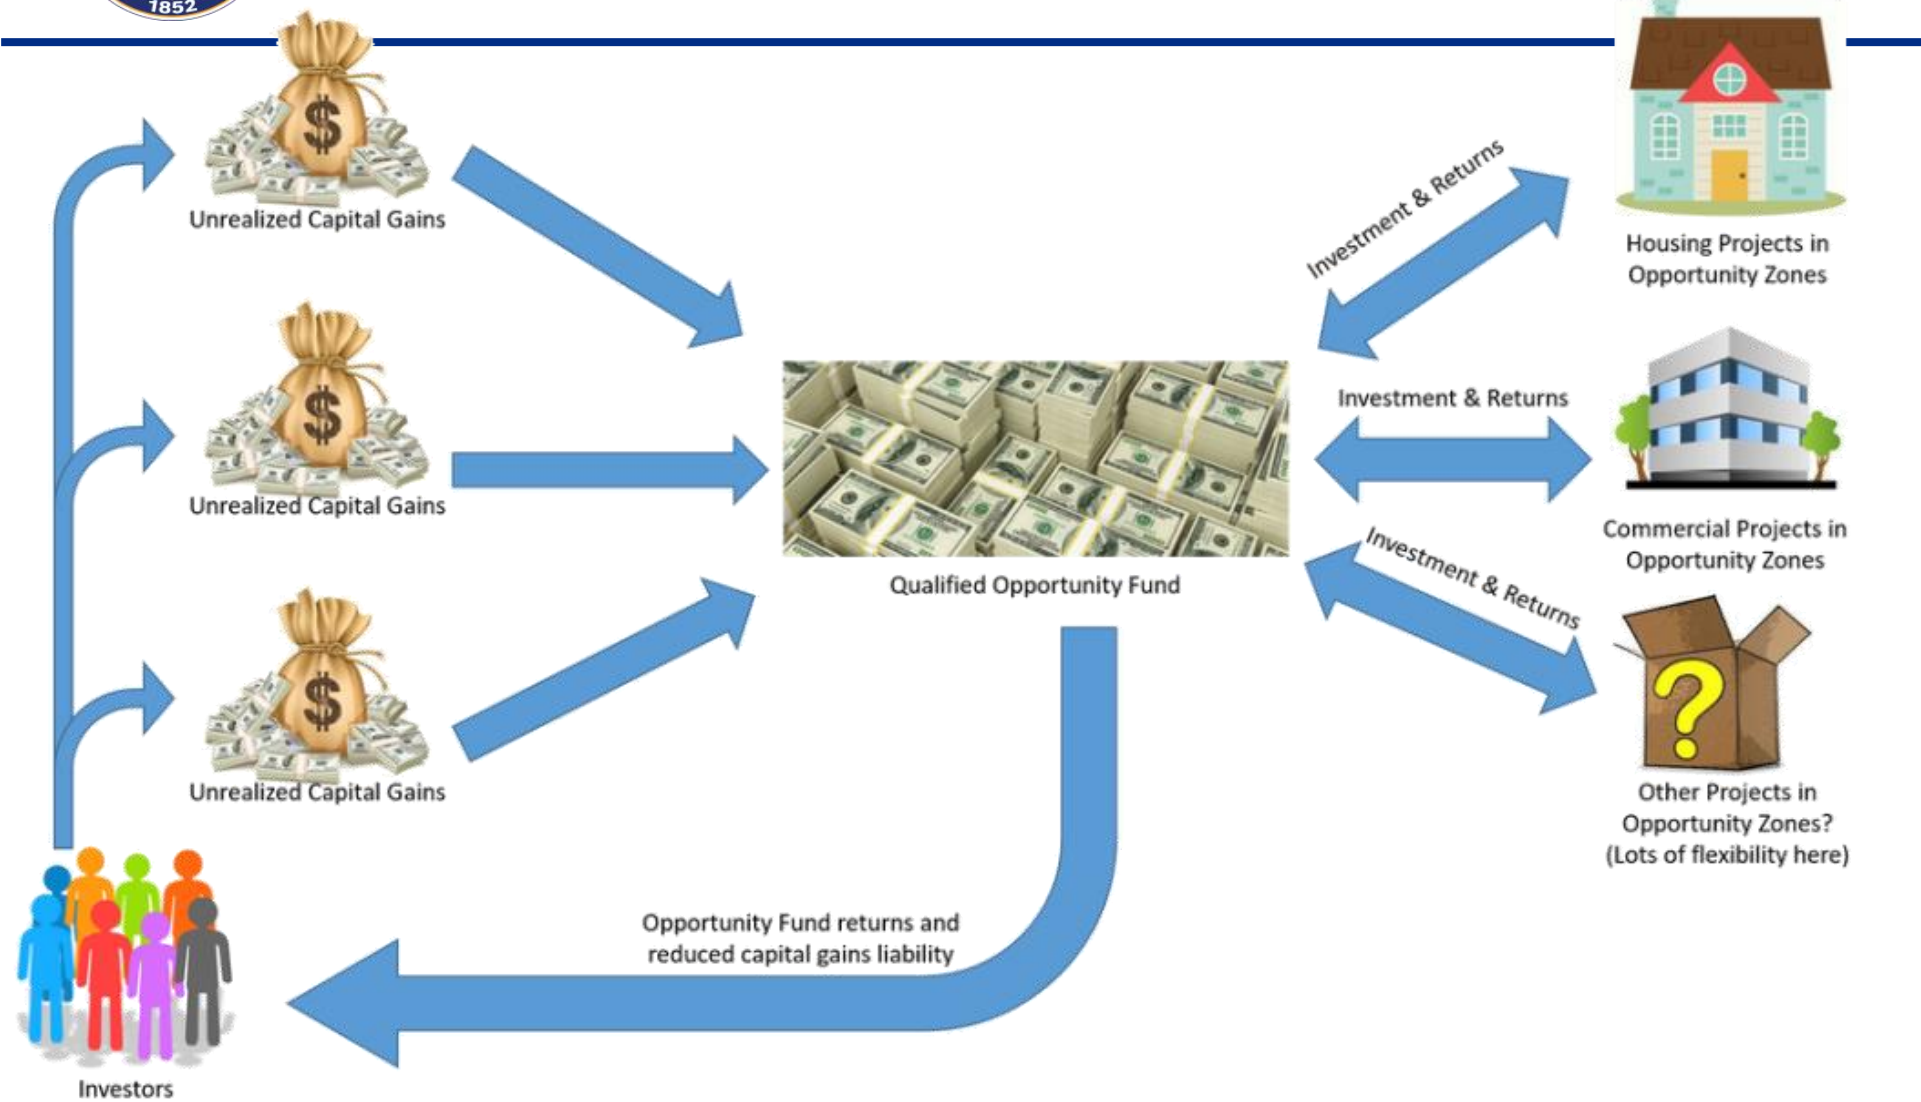 1852
$
Unrealized Capital Gains
$
Unrealized Capital Gains
$
Unrealized Capital Gains
Investors
Qualified Opportunity Fund
Opportunity Fund returns and
reduced capital gains liability
Investment & Returns
Investment & Returns
Investment & Returns
Housing Projects in
Opportunity Zones
Commercial Projects in
Opportunity Zones
?
Other Projects in
Opportunity Zones?
(Lots of flexibility here)